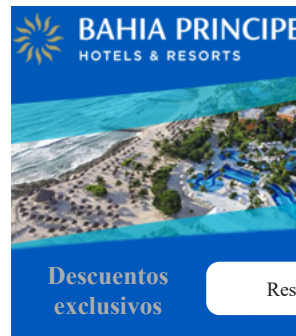 BAHIA PRINCIPE
HOTELS & RESORTS
Descuentos
exclusivos
Res